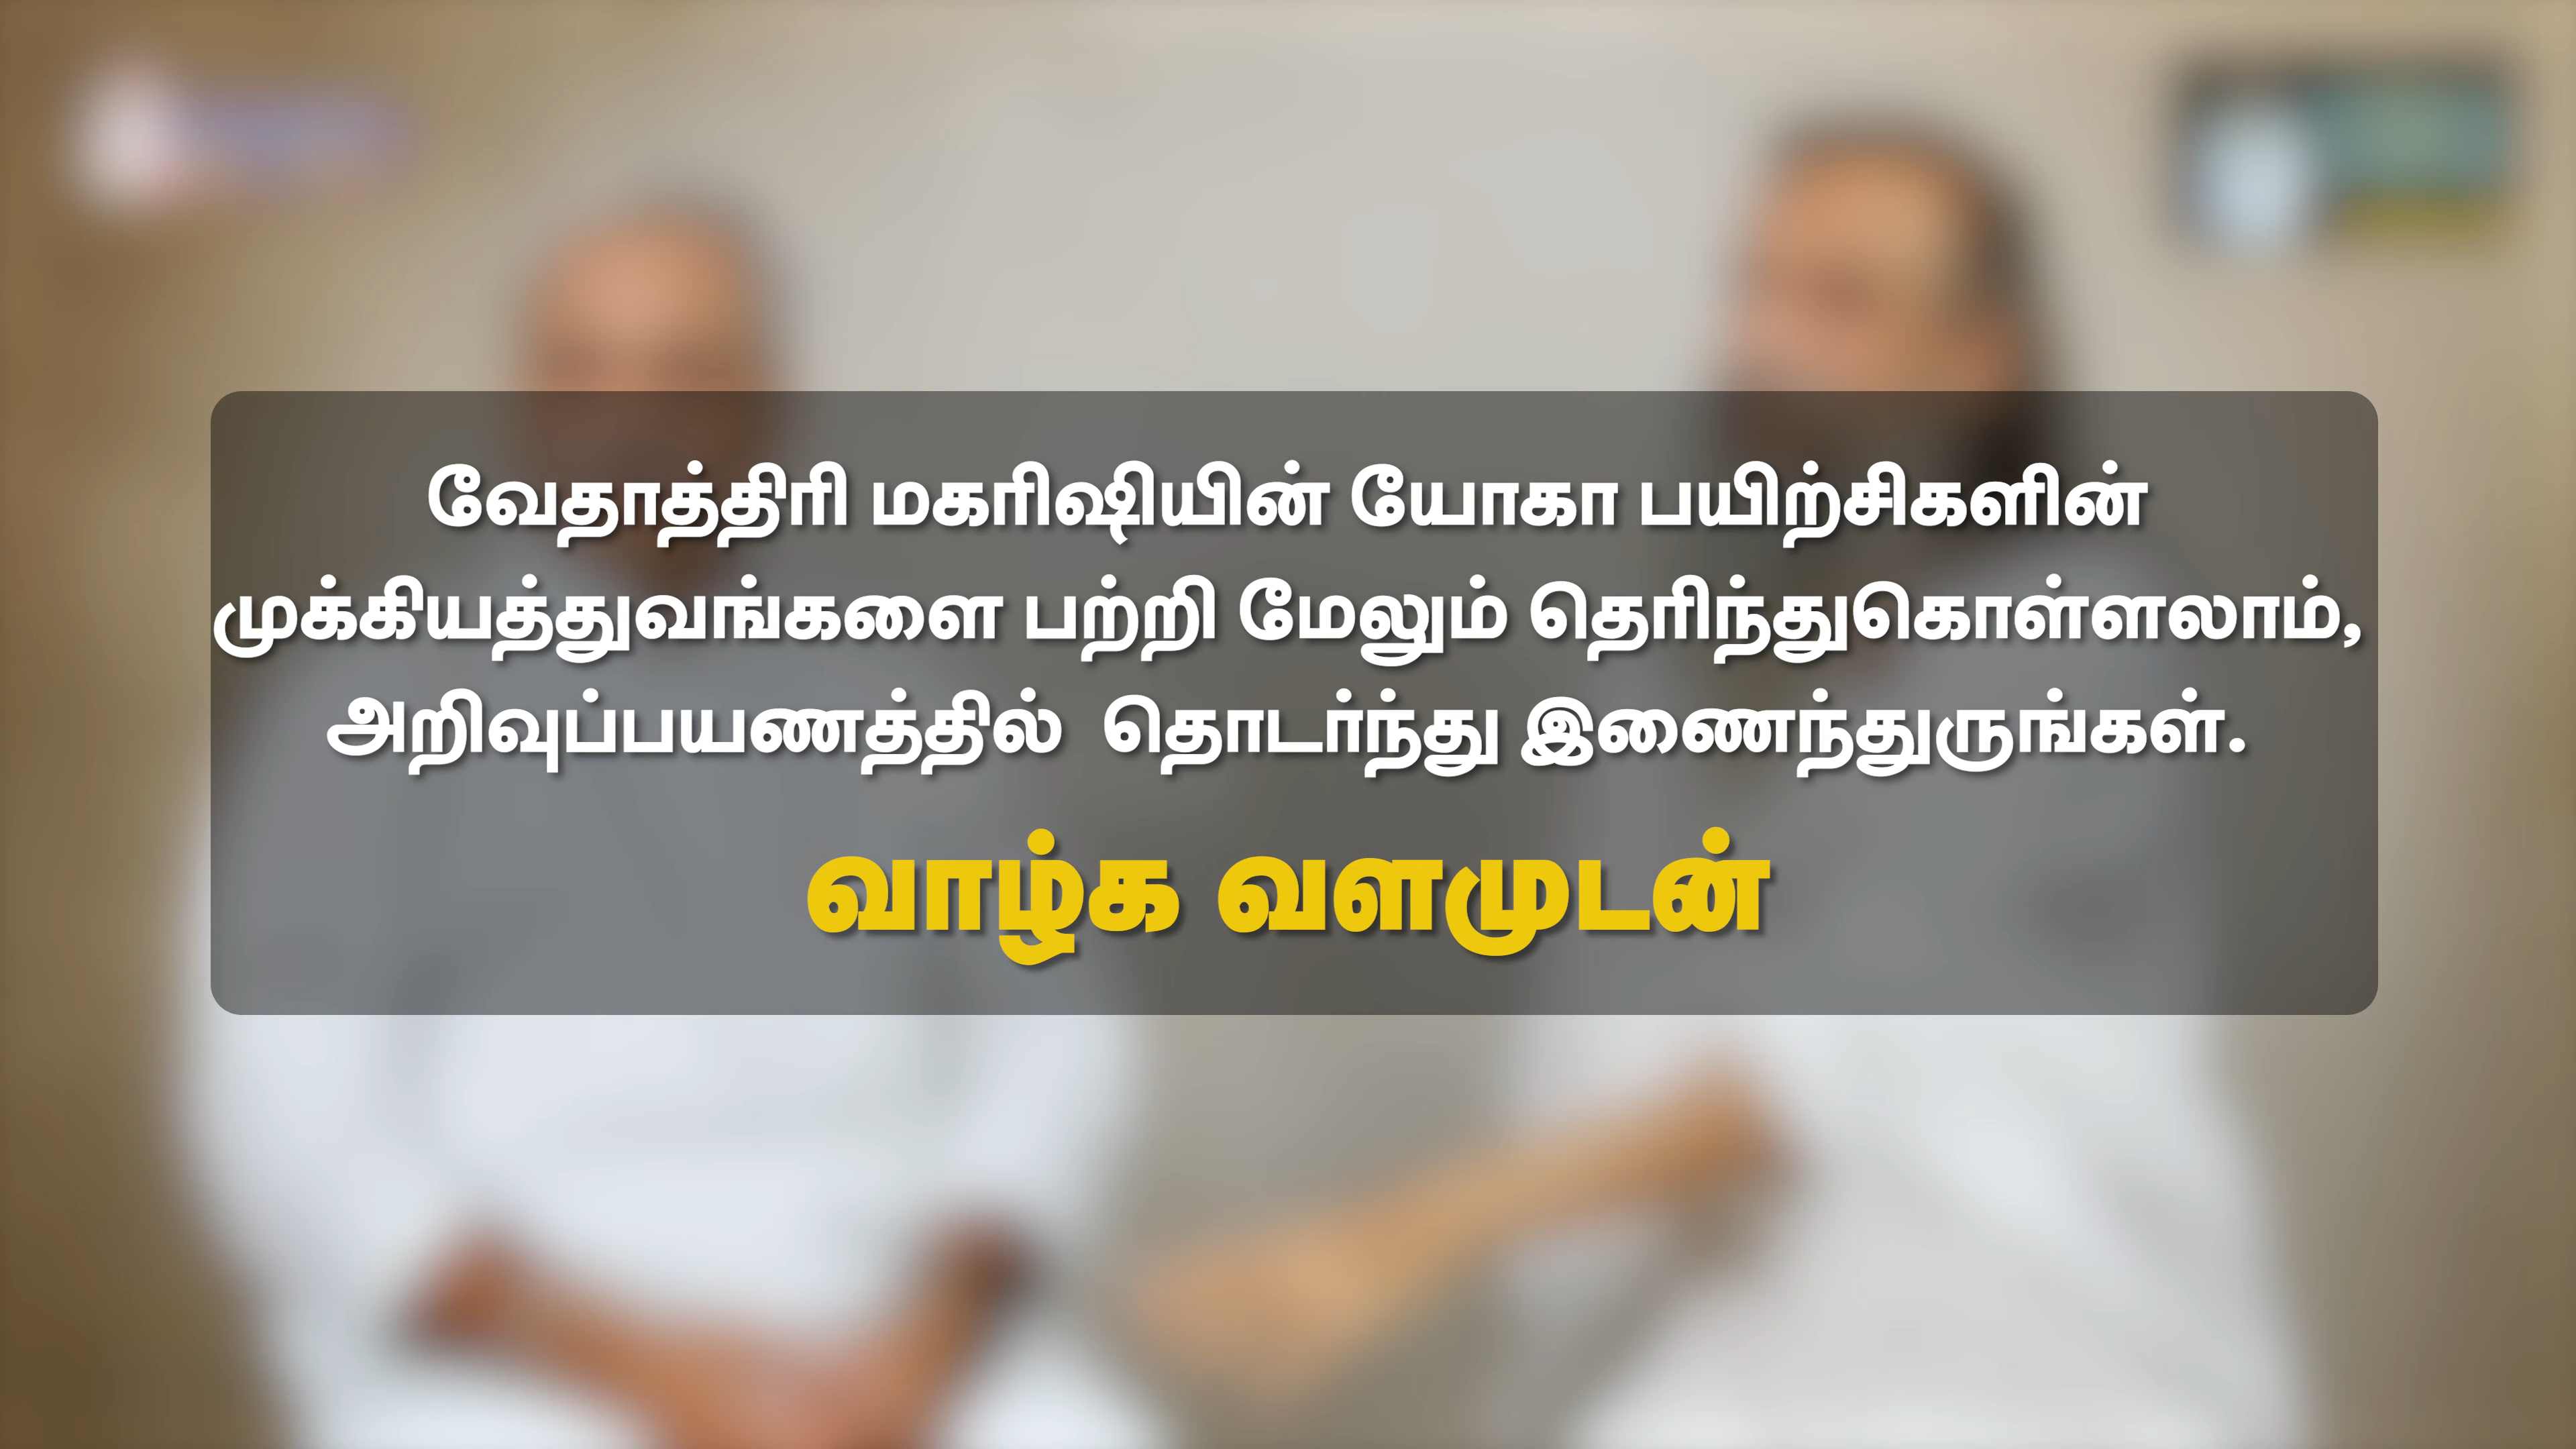 வேதாத்திரி மகரிஷியின் யோகா பயிற்சிகளின்
முக்கியத்துவங்களை பற்றி மேலும் தெரிந்துகொள்ளலாம்,
அறிவுப்பயணத்தில் தொடர்ந்து இணைந்துருங்கள்.
வாழ்க வளமுடன்